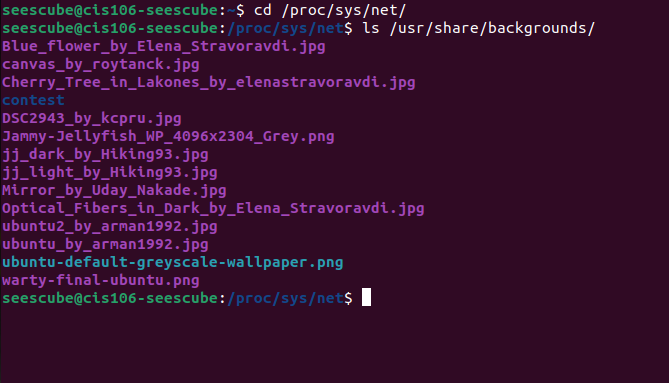 seescube@cis106-seescube:~$ cd /proc/sys/net/
seescube@cis106-seescube:/proc/sys/net$ ls /usr/share/backgrounds/
Blue_flower_by_Elena_Stravoravdi.jpg
canvas_by_roytanck.jpg
Cherry_Tree_in_Lakones_by_elenastravoravdi.jpg
contest
DSC2943_by_kcpru.jpg
Jammy-Jellyfish_WP_4096x2304_Grey.png
jj_dark_by_Hiking93.jpg
jj_light_by_Hiking93.jpg
Mirror_by_Uday_Nakade.jpg
Optical_Fibers_in_Dark_by_Elena_Stravoravdi.jpg
ubuntu2_by_arman1992.jpg
ubuntu_by_arman1992.jpg
ubuntu-default-greyscale-wallpaper.png
warty-final-ubuntu.png
seescube@cis106-seescube:/proc/sys/net$